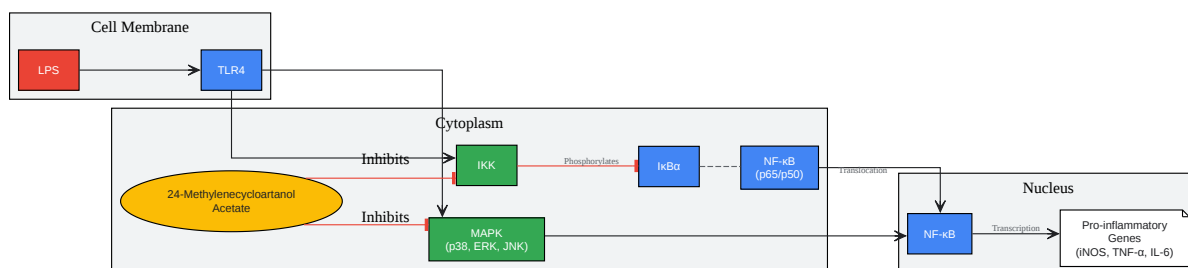 Cell Membrane
LPS
TLR4
Cytoplasm
Inhibits
IKK
Phosphorylates
IκBα
NF-κB
(p65/p50)
Translocation
24-Methylenecycloartanol
Acetate
Inhibits
MAPK
(p38, ERK, JNK)
Nucleus
NF-κB
Transcription
Pro-inflammatory
Genes
(iNOS, TNF-α, IL-6)